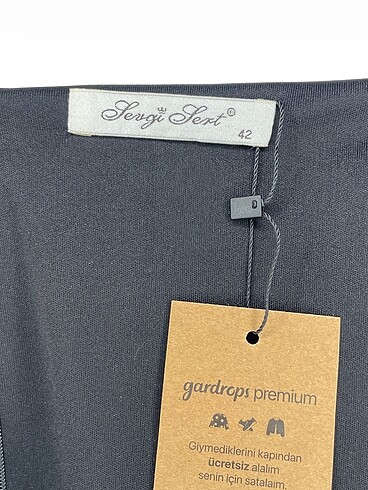 Sevgi Sert®
42
D
gardrops premium
Giymediklerini kapından
ücretsiz alalım
senin için satalım.